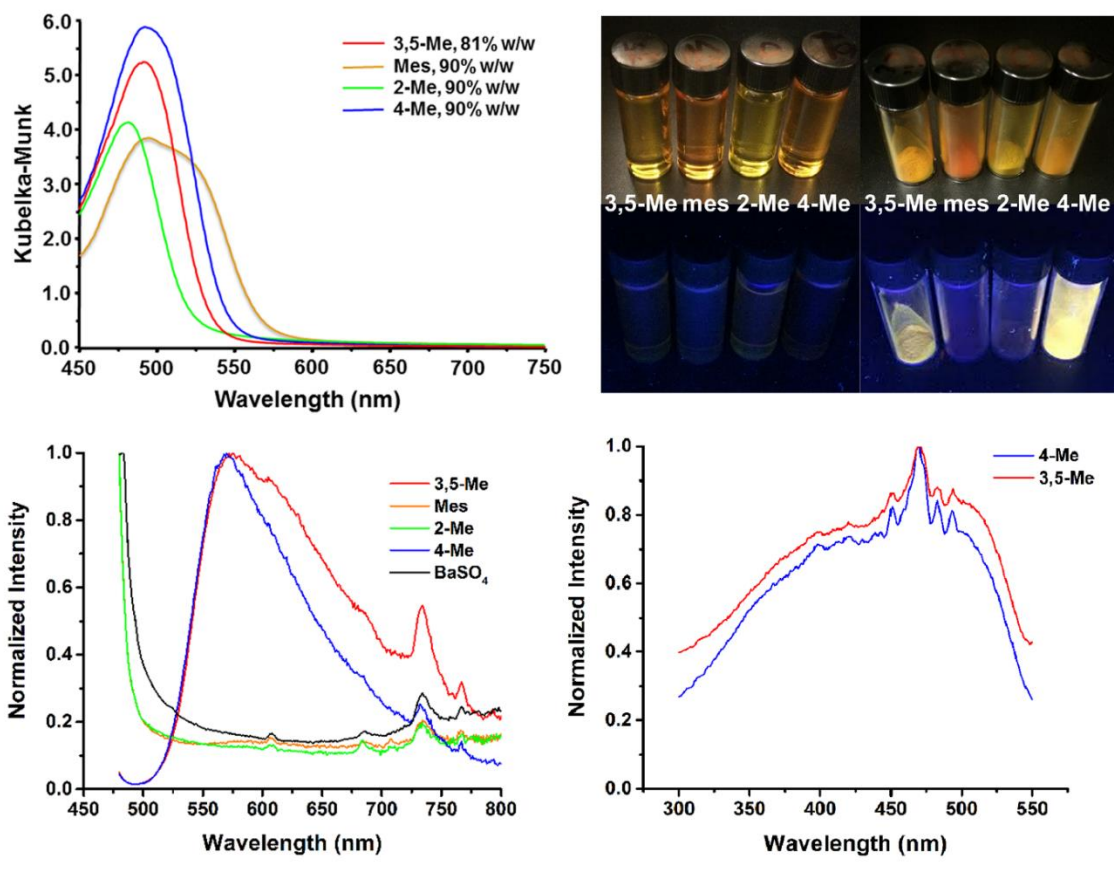 6.0
5.0
4.0
3.0
2.0
1.0
0.0
Kubelka-Munk
3,5-Me, 81% w/w
Mes, 90% w/w
2-Me, 90% w/w
4-Me, 90% w/w
450 500 550 600 650 700 750
Wavelength (nm)
3,5-Me mes 2-Me 4-Me
3,5-Me mes 2-Me 4-Me
1.0
0.8
0.6
0.4
0.2
0.0
Normalized Intensity
3,5-Me
Mes
2-Me
4-Me
BaSO4
450 500 550 600 650 700 750 800
Wavelength (nm)
1.0
0.8
0.6
0.4
0.2
0.0
Normalized Intensity
4-Me
3,5-Me
300 350 400 450 500 550
Wavelength (nm)